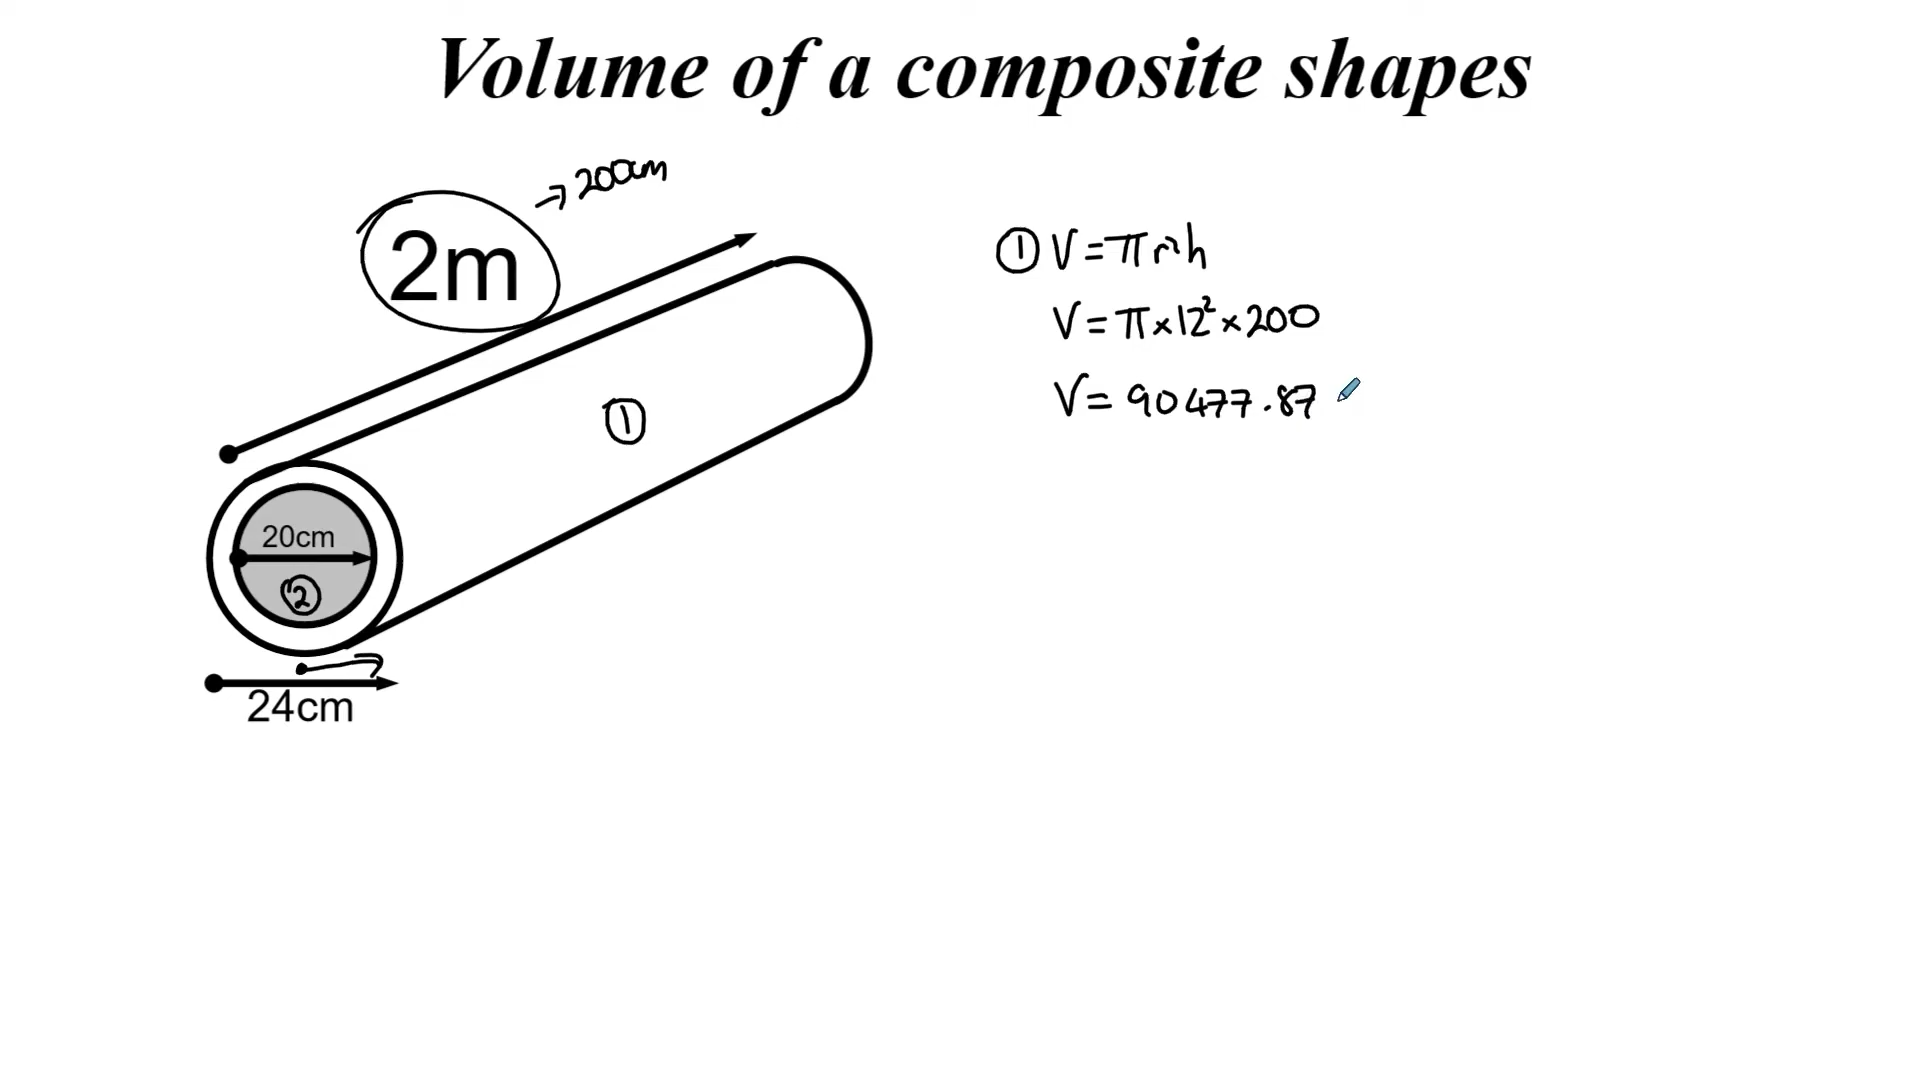 Volume of a composite shapes
→ 200cm
2m
① V = πr²h
V = π × 12² × 200
V = 90477.87
①
20cm
②
24cm